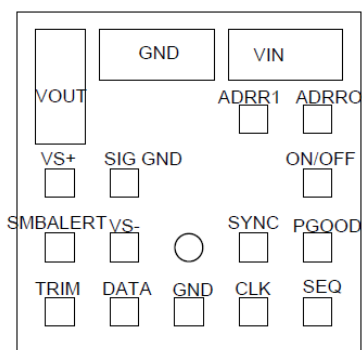 GND
VIN
VOUT
ADRR1 ADRRO
VS+ SIG GND ON/OFF
SMBALERT VS- SYNC PGOOD
TRIM DATA GND CLK SEQ